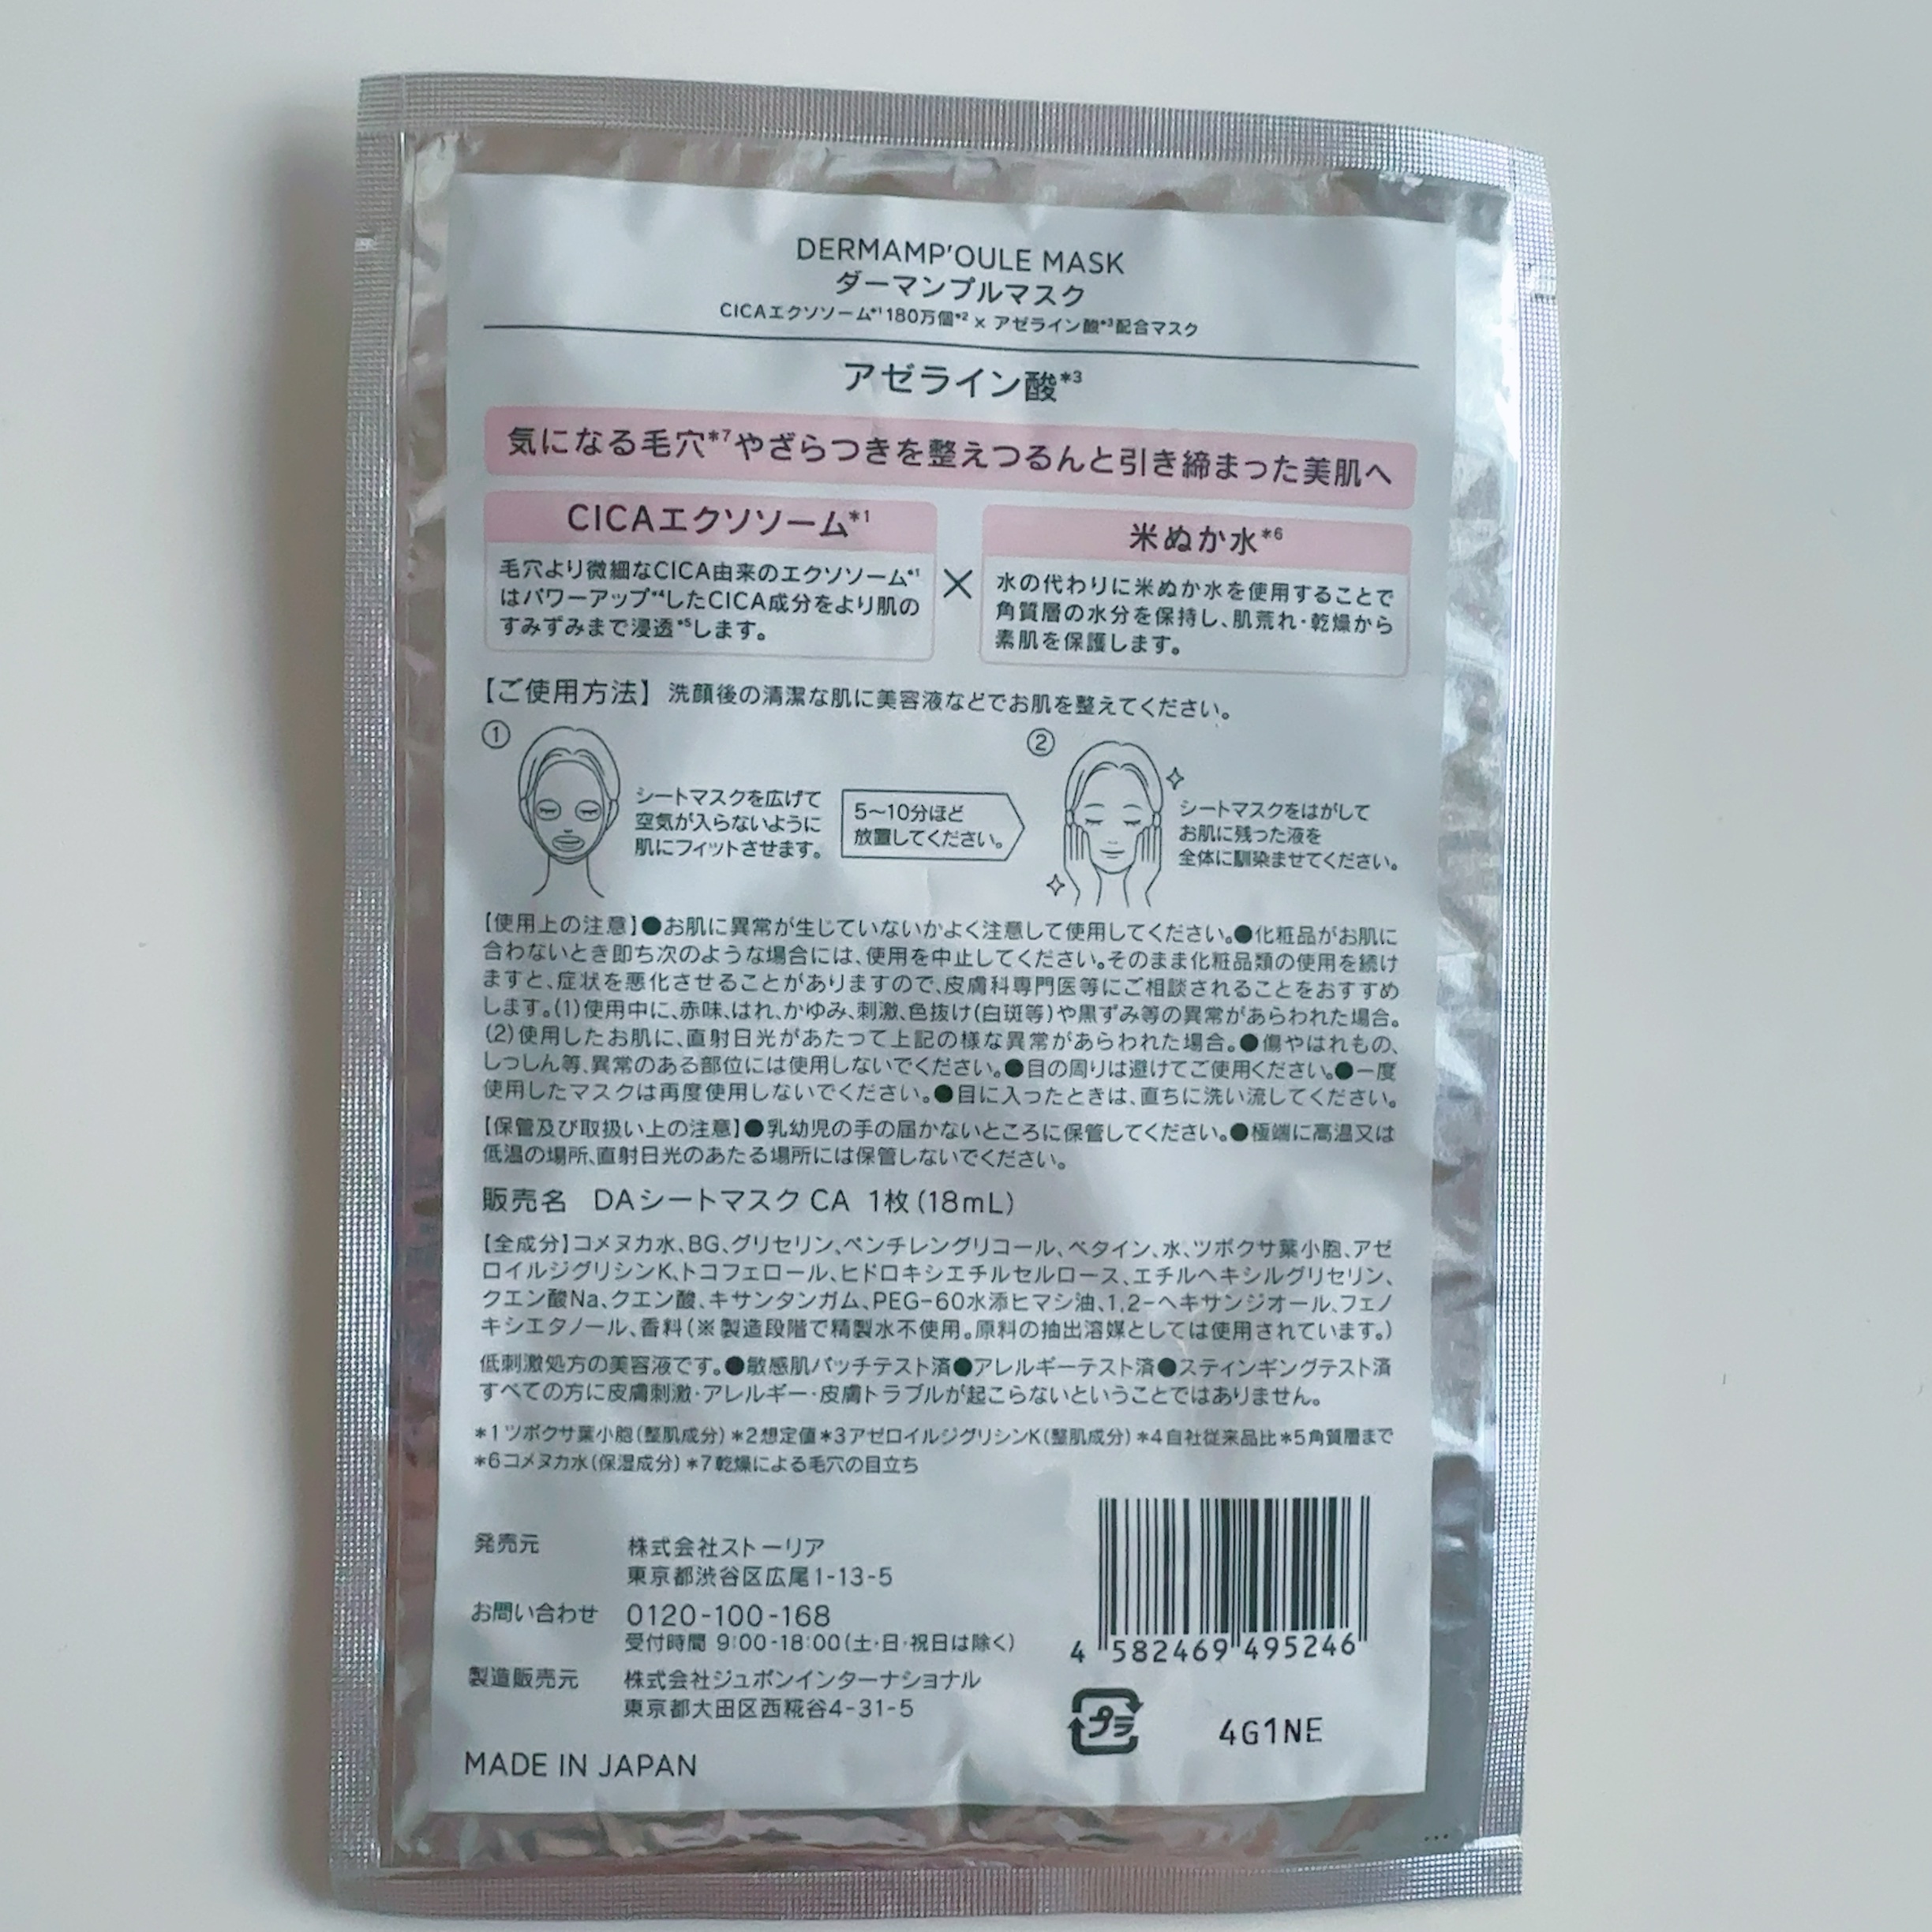 DERMAMP'OULE MASK
ダーマンプルマスク
CICAエクソソーム*1 180万個*2 × アゼライン酸*3配合マスク
アゼライン酸*3
気になる毛穴*7やざらつきを整えつるんと引き締まった美肌へ
CICAエクソソーム*1
毛穴より微細なCICA由来のエクソソーム*1
はパワーアップ*4したCICA成分をより肌の
すみずみまで浸透*5します。
×
米ぬか水*6
水の代わりに米ぬか水を使用することで
角質層の水分を保持し、肌荒れ・乾燥から
素肌を保護します。
【ご使用方法】 洗顔後の清潔な肌に美容液などでお肌を整えてください。
①
シートマスクを広げて
空気が入らないように
肌にフィットさせます。
5〜10分ほど
放置してください。
②
シートマスクをはがして
お肌に残った液を
全体に馴染ませてください。
【使用上の注意】●お肌に異常が生じていないかよく注意して使用してください。●化粧品がお肌に
合わないとき即ち次のような場合には、使用を中止してください。そのまま化粧品類の使用を続け
ますと、症状を悪化させることがありますので、皮膚科専門医等にご相談されることをおすすめ
します。(1)使用中に、赤味、はれ、かゆみ、刺激、色抜け(白斑等)や黒ずみ等の異常があらわれた場合。
(2)使用したお肌に、直射日光があたって上記の様な異常があらわれた場合。●傷やはれもの、
しっしん等、異常のある部位には使用しないでください。●目の周りは避けてご使用ください。●一度
使用したマスクは再度使用しないでください。●目に入ったときは、直ちに洗い流してください。
【保管及び取扱い上の注意】●乳幼児の手の届かないところに保管してください。●極端に高温又は
低温の場所、直射日光のあたる場所には保管しないでください。
販売名 DAシートマスク CA 1枚(18mL)
【全成分】コメヌカ水、BG、グリセリン、ペンチレングリコール、ベタイン、水、ツボクサ葉小胞、アゼ
ロイルジグリシンK、トコフェロール、ヒドロキシエチルセルロース、エチルヘキシルグリセリン、
クエン酸Na、クエン酸、キサンタンガム、PEG-60水添ヒマシ油、1,2-ヘキサンジオール、フェノ
キシエタノール、香料(※製造段階で精製水不使用。原料の抽出溶媒としては使用されています。)
低刺激処方の美容液です。●敏感肌パッチテスト済●アレルギーテスト済●スティンギングテスト済
すべての方に皮膚刺激・アレルギー・皮膚トラブルが起こらないということではありません。
*1ツボクサ葉小胞(整肌成分)*2想定値*3アゼロイルジグリシンK(整肌成分)*4自社従来品比*5角質層まで
*6コメヌカ水(保湿成分)*7乾燥による毛穴の目立ち
発売元 株式会社ストーリア
東京都渋谷区広尾1-13-5
お問い合わせ 0120-100-168
受付時間 9:00-18:00(土・日・祝日は除く)
製造販売元 株式会社ジュポンインターナショナル
東京都大田区西糀谷4-31-5
MADE IN JAPAN
4 582469 495246
プラ
4G1NE